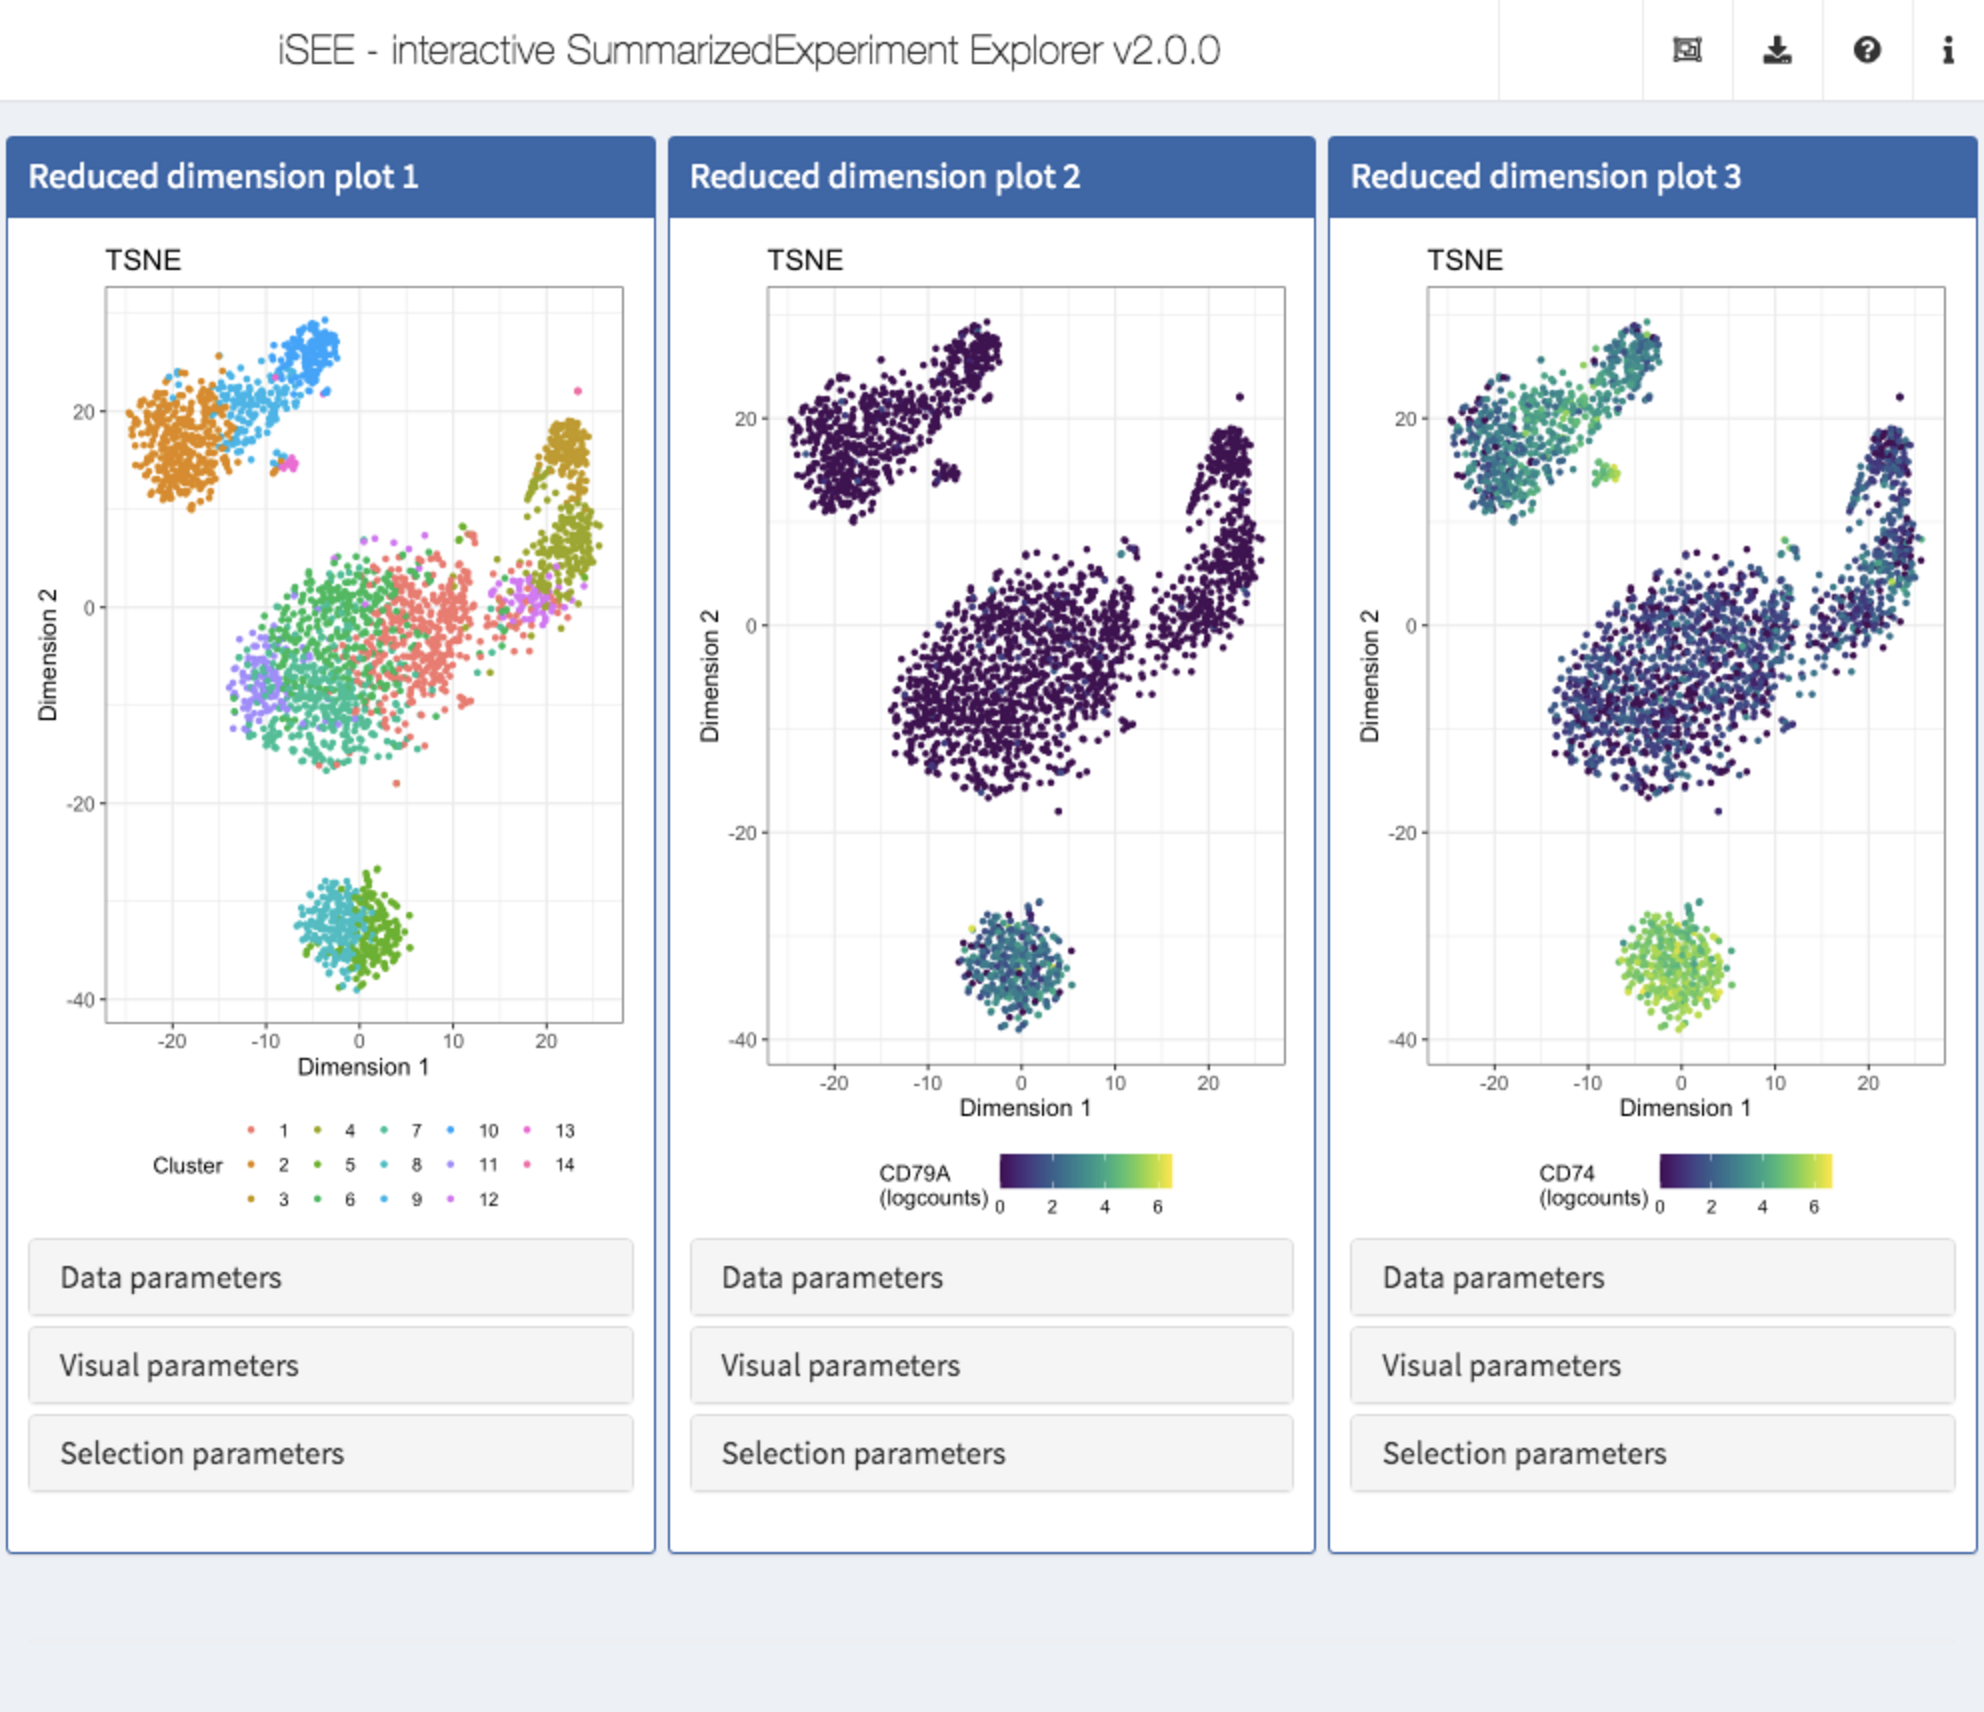 iSEE - interactive SummarizedExperiment Explorer v2.0.0
Reduced dimension plot 1
TSNE
Dimension 2
20
0
-20
-40
-20 -10 0 10 20
Dimension 1
Cluster
1 4 7 10 13
2 5 8 11 14
3 6 9 12
Data parameters
Visual parameters
Selection parameters
Reduced dimension plot 2
TSNE
Dimension 2
20
0
-20
-40
-20 -10 0 10 20
Dimension 1
CD79A
(logcounts)
0 2 4 6
Data parameters
Visual parameters
Selection parameters
Reduced dimension plot 3
TSNE
Dimension 2
20
0
-20
-40
-20 -10 0 10 20
Dimension 1
CD74
(logcounts)
0 2 4 6
Data parameters
Visual parameters
Selection parameters